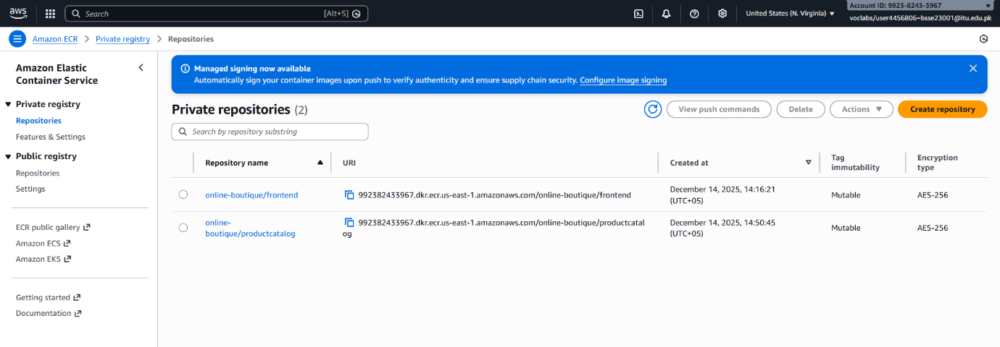 aws
Search [Alt+S]
United States (N. Virginia)
Account ID: 9923-8243-3967
voclabs/user4456806=bsse23001@itu.edu.pk
Amazon ECR > Private registry > Repositories
Amazon Elastic
Container Service
Private registry
Repositories
Features & Settings
Public registry
Repositories
Settings
ECR public gallery
Amazon ECS
Amazon EKS
Getting started
Documentation
Managed signing now available
Automatically sign your container images upon push to verify authenticity and ensure supply chain security. Configure image signing
Private repositories (2)
View push commands
Delete
Actions
Create repository
Search by repository substring
Repository name
URI
Created at
Tag
immutability
Encryption
type
online-boutique/frontend
992382433967.dkr.ecr.us-east-1.amazonaws.com/online-boutique/frontend
December 14, 2025, 14:16:21
(UTC+05)
Mutable
AES-256
online-
boutique/productcatalog
992382433967.dkr.ecr.us-east-1.amazonaws.com/online-boutique/productcatal
og
December 14, 2025, 14:50:45
(UTC+05)
Mutable
AES-256